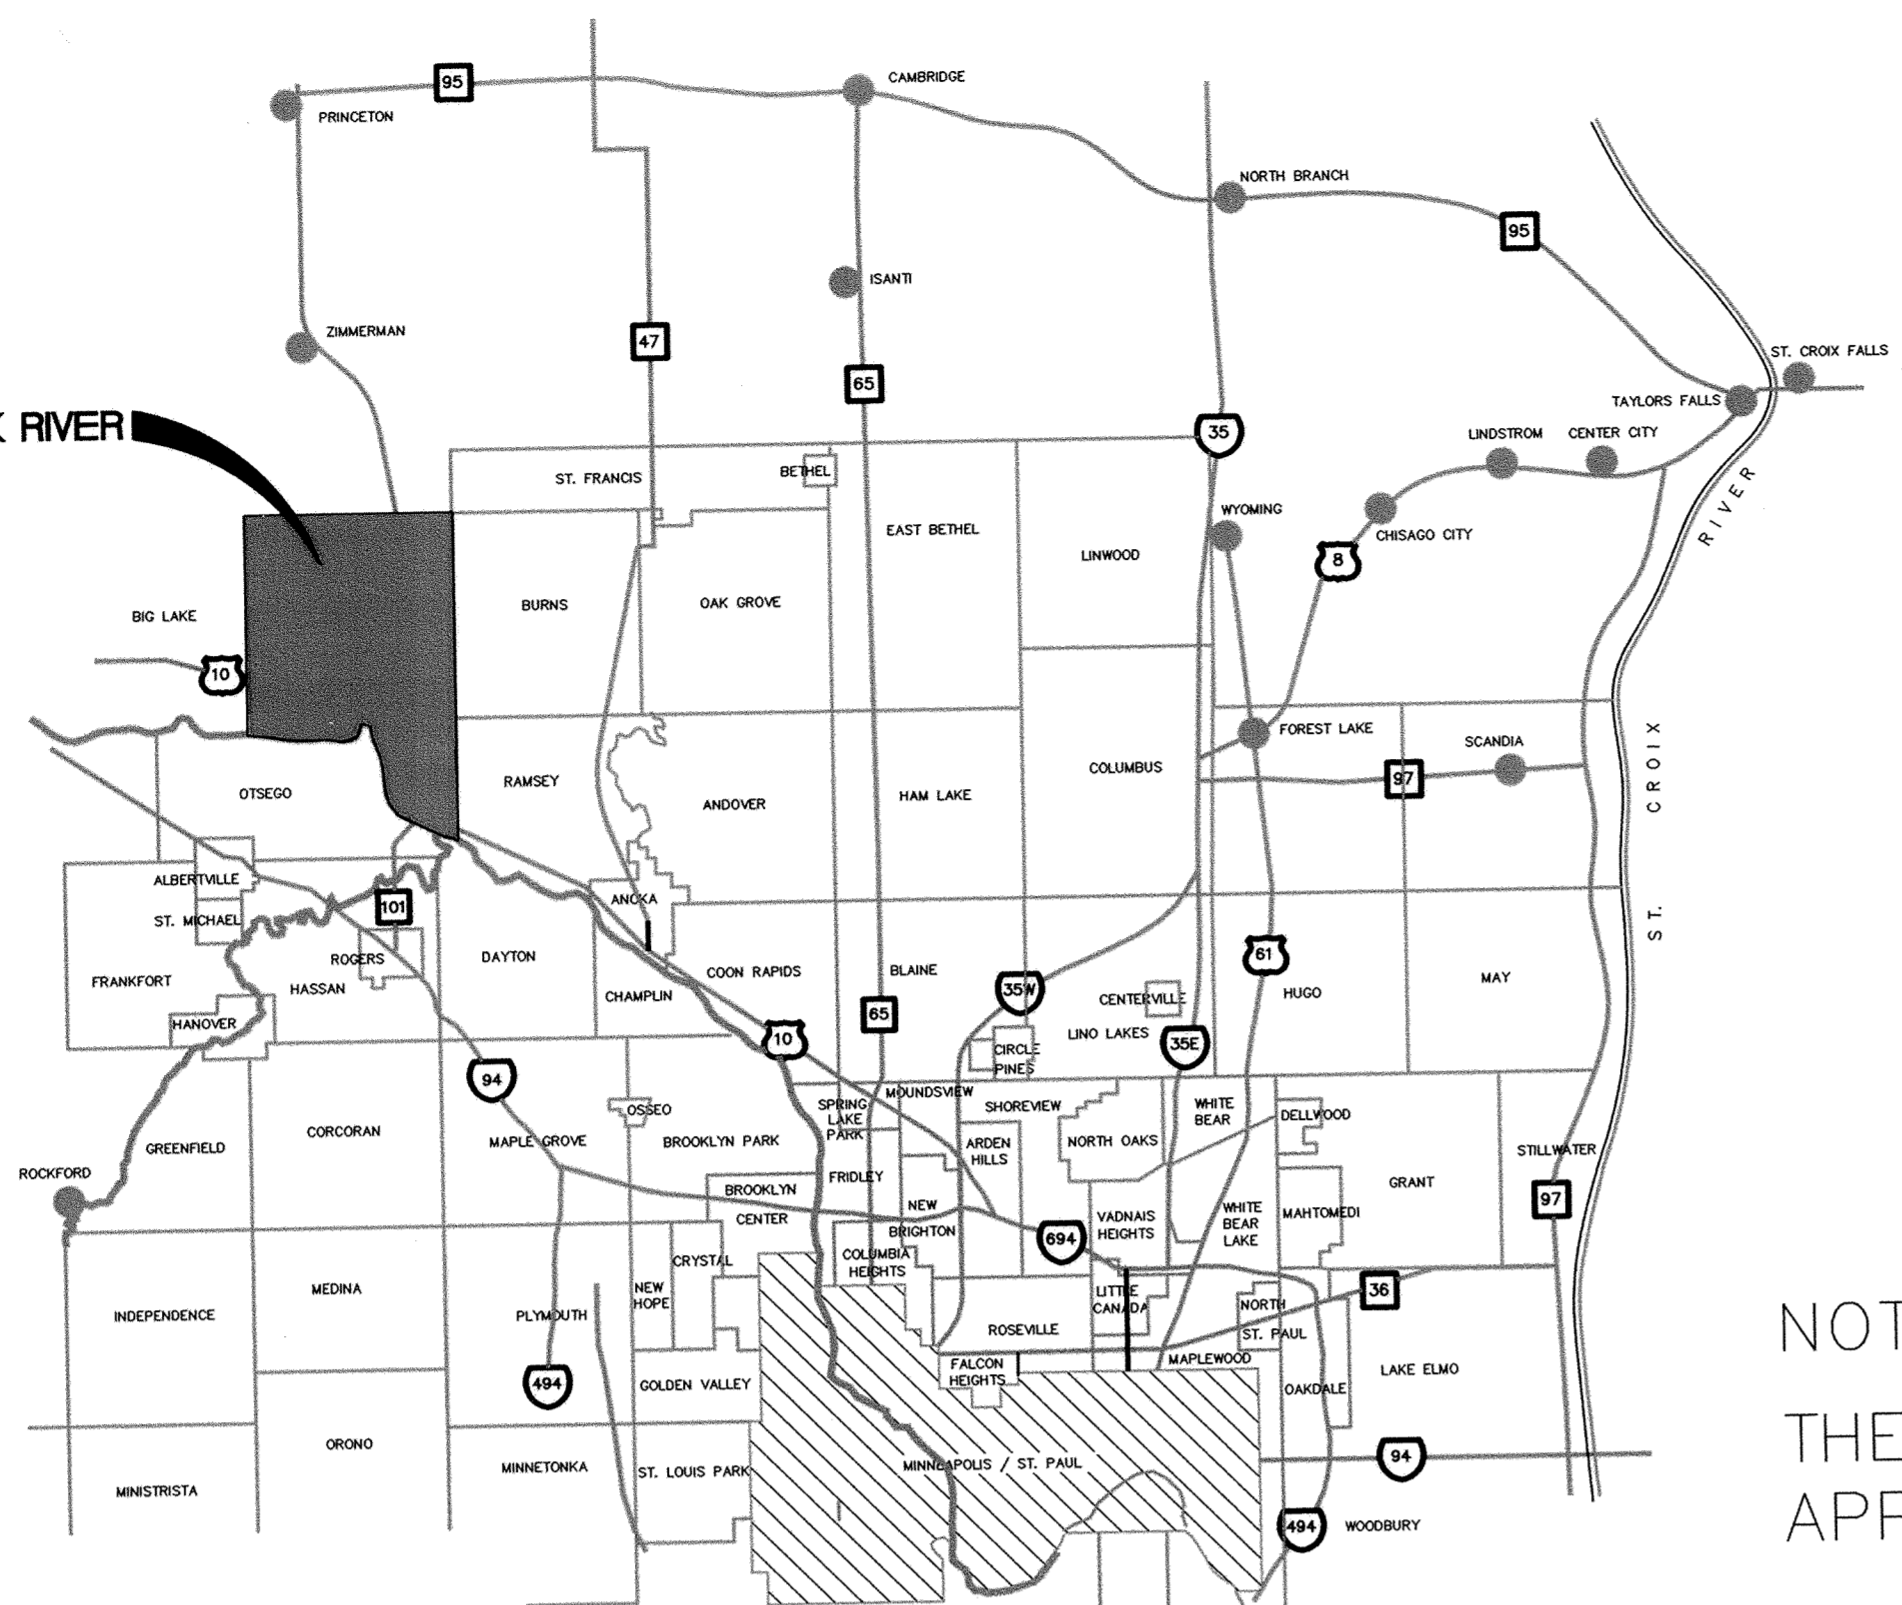 95
CAMBRIDGE
PRINCETON
NORTH BRANCH
95
ISANTI
ZIMMERMAN
47
65
ST. CROIX FALLS
TAYLORS FALLS
K RIVER
35
LINDSTROM
CENTER CITY
ST. FRANCIS
BETHEL
WYOMING
EAST BETHEL
CHISAGO CITY
LINWOOD
8
RIVER
BURNS
OAK GROVE
BIG LAKE
10
FOREST LAKE
SCANDIA
COLUMBUS
97
ST. CROIX
OTSEGO
RAMSEY
ANDOVER
HAM LAKE
ALBERTVILLE
ANOKA
101
ST. MICHAEL
ROGERS
DAYTON
COON RAPIDS
BLAINE
61
FRANKFORT
HASSAN
CHAMPLIN
35W
CENTERVILLE
HUGO
MAY
HANOVER
65
LINO LAKES
10
35E
CIRCLE
PINES
94
MOUNDSVIEW
OSSEO
SPRING
LAKE
PARK
SHOREVIEW
WHITE
BEAR
DELLWOOD
GREENFIELD
CORCORAN
MAPLE GROVE
BROOKLYN PARK
ARDEN
HILLS
NORTH OAKS
STILLWATER
ROCKFORD
FRIDLEY
GRANT
BROOKLYN
CENTER
NEW
BRIGHTON
97
VADNAIS
HEIGHTS
WHITE
BEAR
LAKE
MAHTOMEDI
694
CRYSTAL
COLUMBIA
HEIGHTS
MEDINA
NEW
HOPE
LITTLE
CANADA
36
INDEPENDENCE
PLYMOUTH
NORTH
ST. PAUL
ROSEVILLE
NOT
MAPLEWOOD
FALCON
HEIGHTS
LAKE ELMO
494
GOLDEN VALLEY
OAKDALE
ORONO
THE
MINNETONKA
ST. LOUIS PARK
MINNEAPOLIS / ST. PAUL
94
MINISTRISTA
494
WOODBURY
APP